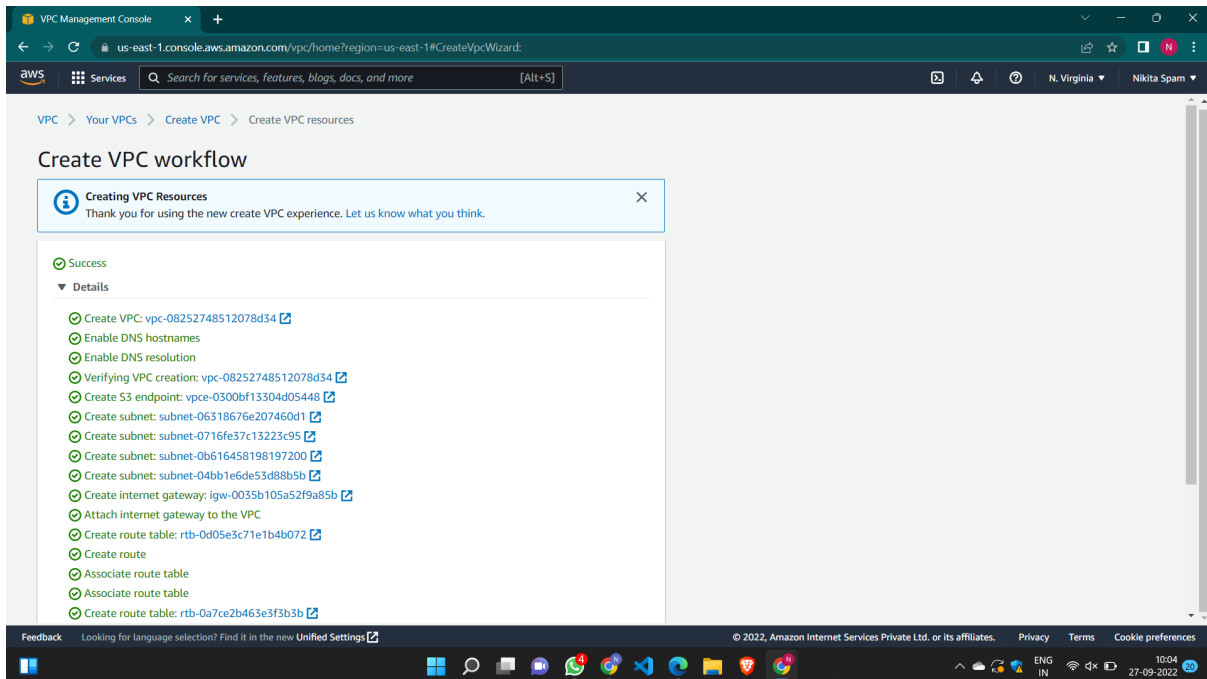 VPC Management Console
us-east-1.console.aws.amazon.com/vpc/home?region=us-east-1#CreateVpcWizard:
N
aws
Services
Search for services, features, blogs, docs, and more
[Alt+S]
N. Virginia
Nikita Spam
VPC > Your VPCs > Create VPC > Create VPC resources
Create VPC workflow
Creating VPC Resources
Thank you for using the new create VPC experience. Let us know what you think.
Success
Details
Create VPC: vpc-08252748512078d34
Enable DNS hostnames
Enable DNS resolution
Verifying VPC creation: vpc-08252748512078d34
Create S3 endpoint: vpce-0300bf13304d05448
Create subnet: subnet-06318676e207460d1
Create subnet: subnet-0716fe37c13223c95
Create subnet: subnet-0b616458198197200
Create subnet: subnet-04bb1e6de53d88b5b
Create internet gateway: igw-0035b105a52f9a85b
Attach internet gateway to the VPC
Create route table: rtb-0d05e3c71e1b4b072
Create route
Associate route table
Associate route table
Create route table: rtb-0a7ce2b463e3f3b3b
Feedback
Looking for language selection? Find it in the new Unified Settings
© 2022, Amazon Internet Services Private Ltd. or its affiliates.
Privacy
Terms
Cookie preferences
4
N
N
ENG
IN
10:04
27-09-2022
20